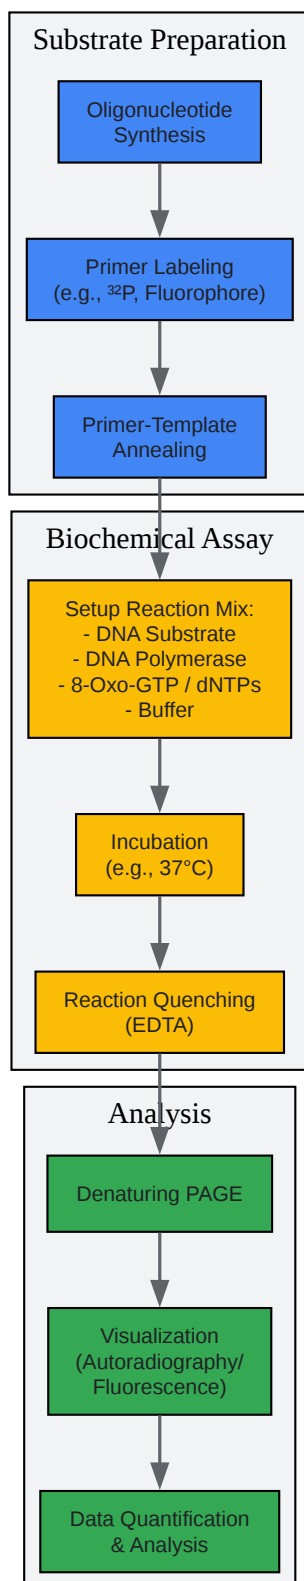 Substrate Preparation
Oligonucleotide
Synthesis
Primer Labeling
(e.g., ³²P, Fluorophore)
Primer-Template
Annealing
Biochemical Assay
Setup Reaction Mix:
- DNA Substrate
- DNA Polymerase
- 8-Oxo-GTP / dNTPs
- Buffer
Incubation
(e.g., 37°C)
Reaction Quenching
(EDTA)
Analysis
Denaturing PAGE
Visualization
(Autoradiography/
Fluorescence)
Data Quantification
& Analysis